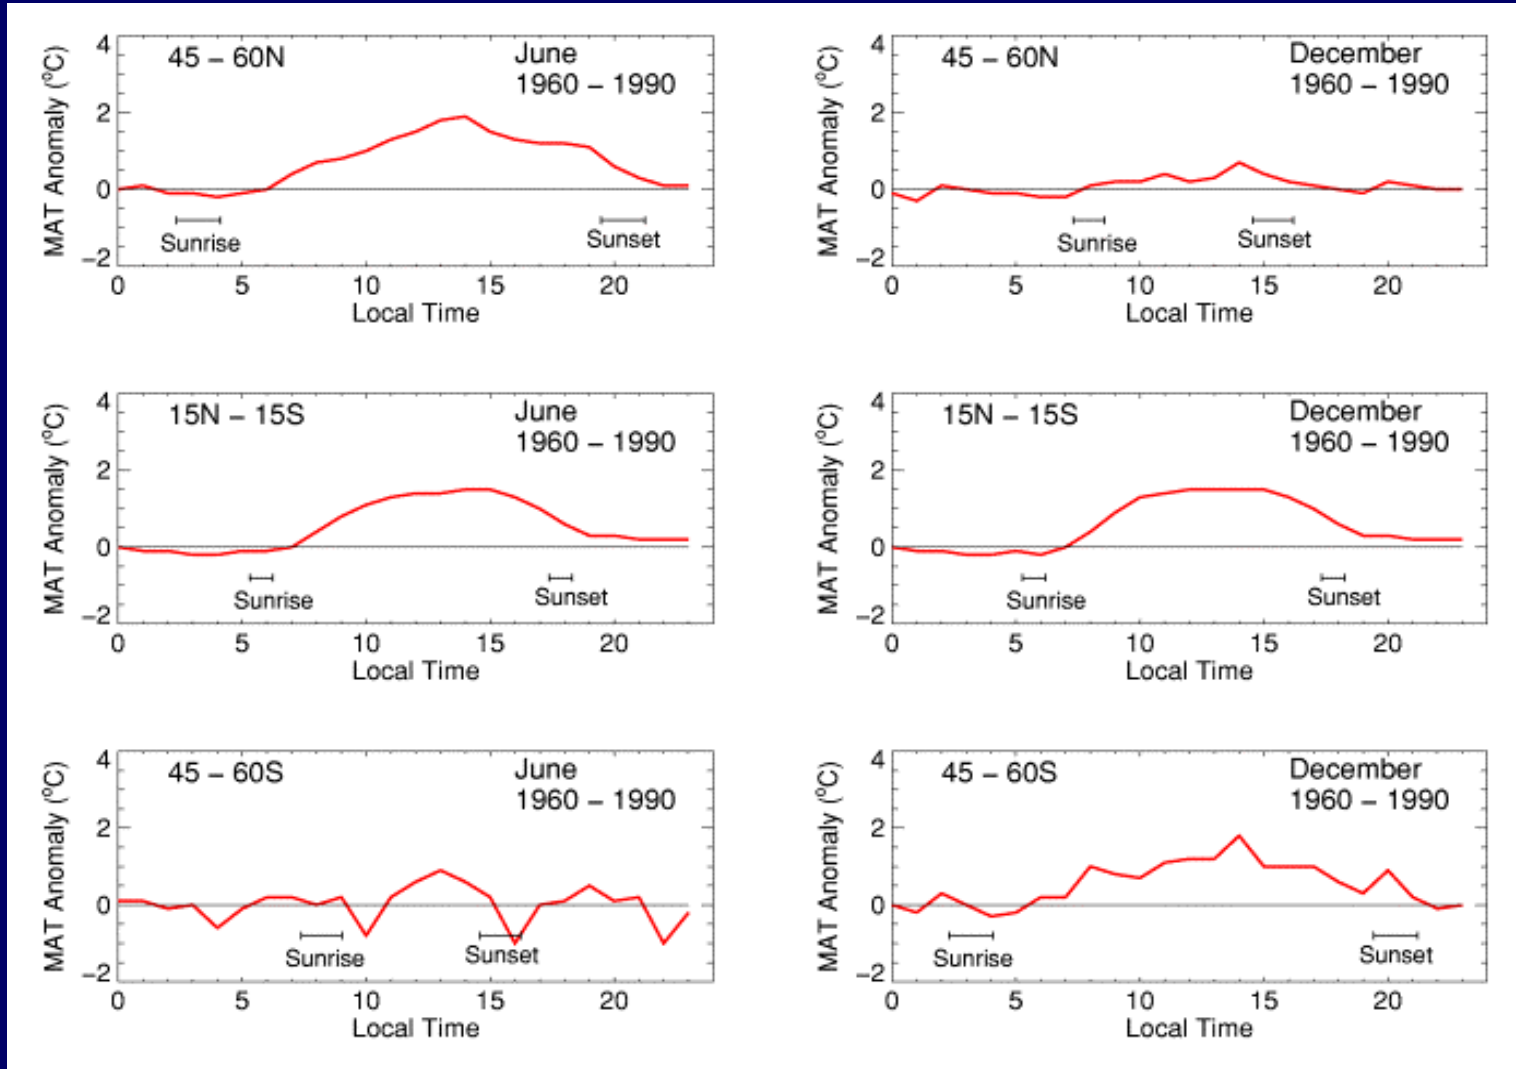 45 – 60N
June
1960 – 1990
MAT Anomaly (°C)
4
2
0
–2
Sunrise
Sunset
0 5 10 15 20
Local Time
45 – 60N
December
1960 – 1990
MAT Anomaly (°C)
4
2
0
–2
Sunrise
Sunset
0 5 10 15 20
Local Time
15N – 15S
June
1960 – 1990
MAT Anomaly (°C)
4
2
0
–2
Sunrise
Sunset
0 5 10 15 20
Local Time
15N – 15S
December
1960 – 1990
MAT Anomaly (°C)
4
2
0
–2
Sunrise
Sunset
0 5 10 15 20
Local Time
45 – 60S
June
1960 – 1990
MAT Anomaly (°C)
4
2
0
–2
Sunrise
Sunset
0 5 10 15 20
Local Time
45 – 60S
December
1960 – 1990
MAT Anomaly (°C)
4
2
0
–2
Sunrise
Sunset
0 5 10 15 20
Local Time